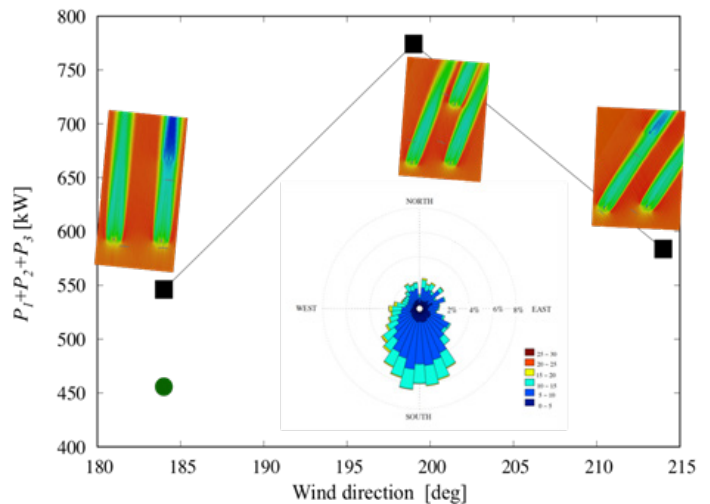 800
750
700
650
600
550
500
450
400
P₁+P₂+P₃ [kW]
NORTH
WEST
2%
4%
6%
8%
EAST
SOUTH
25 – 30
20 – 25
15 – 20
10 – 15
5 – 10
0 – 5
180
185
190
195
200
205
210
215
Wind direction [deg]